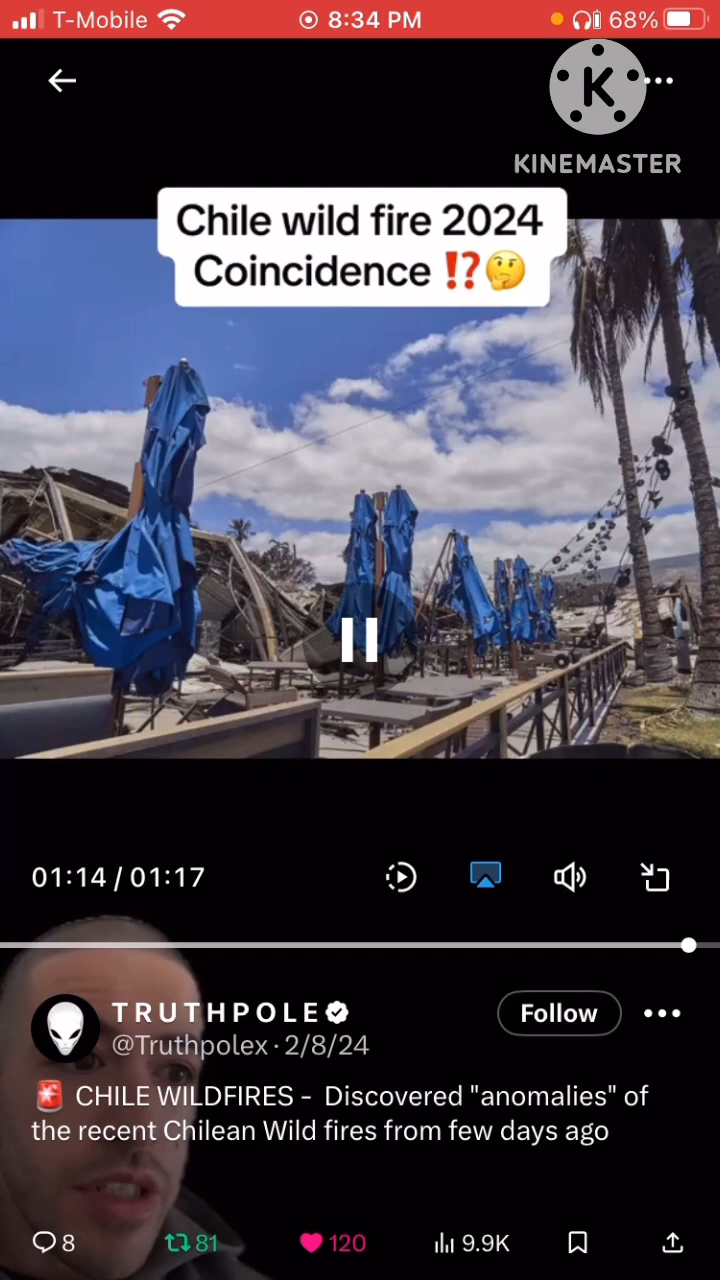 T-Mobile 8:34 PM 68%
K
KINEMASTER
Chile wild fire 2024
Coincidence ⁉️🤔
01:14 / 01:17
TRUTHPOLE
Follow
@Truthpolex · 2/8/24
🚨 CHILE WILDFIRES - Discovered "anomalies" of
the recent Chilean Wild fires from few days ago
8 81 120 9.9K